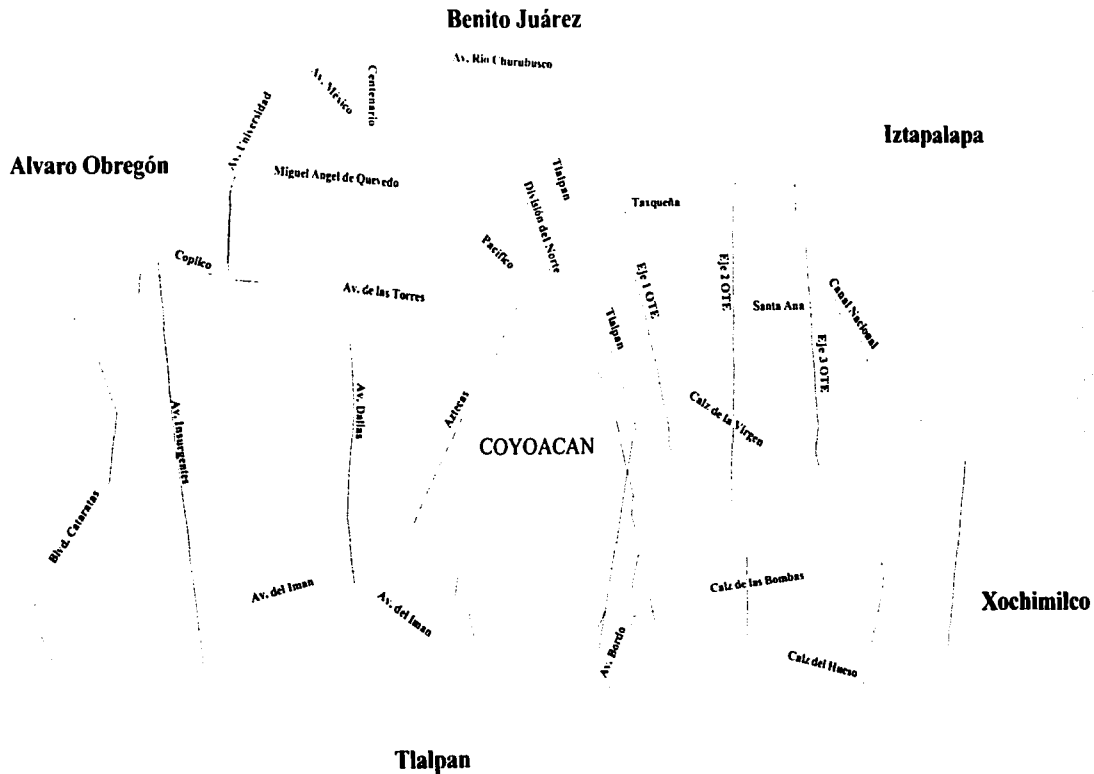 Benito Juárez
Av. Rio Churubusco
Av. México
Centenario
Av. Universidad
Iztapalapa
Alvaro Obregón
Miguel Angel de Quevedo
Tlalpan
División del Norte
Taxqueña
Pacífico
Copilco
Av. de las Torres
Eje 1 OTE
Eje 2 OTE
Santa Ana
Canal Nacional
Tlalpan
Eje 3 OTE
Av. Insurgentes
Av. Dallas
Aztecas
Calz de la Virgen
COYOACAN
Blvd. Cataratas
Av. del Iman
Av. del Iman
Calz de las Bombas
Xochimilco
Av. Bordo
Calz del Hueso
Tlalpan